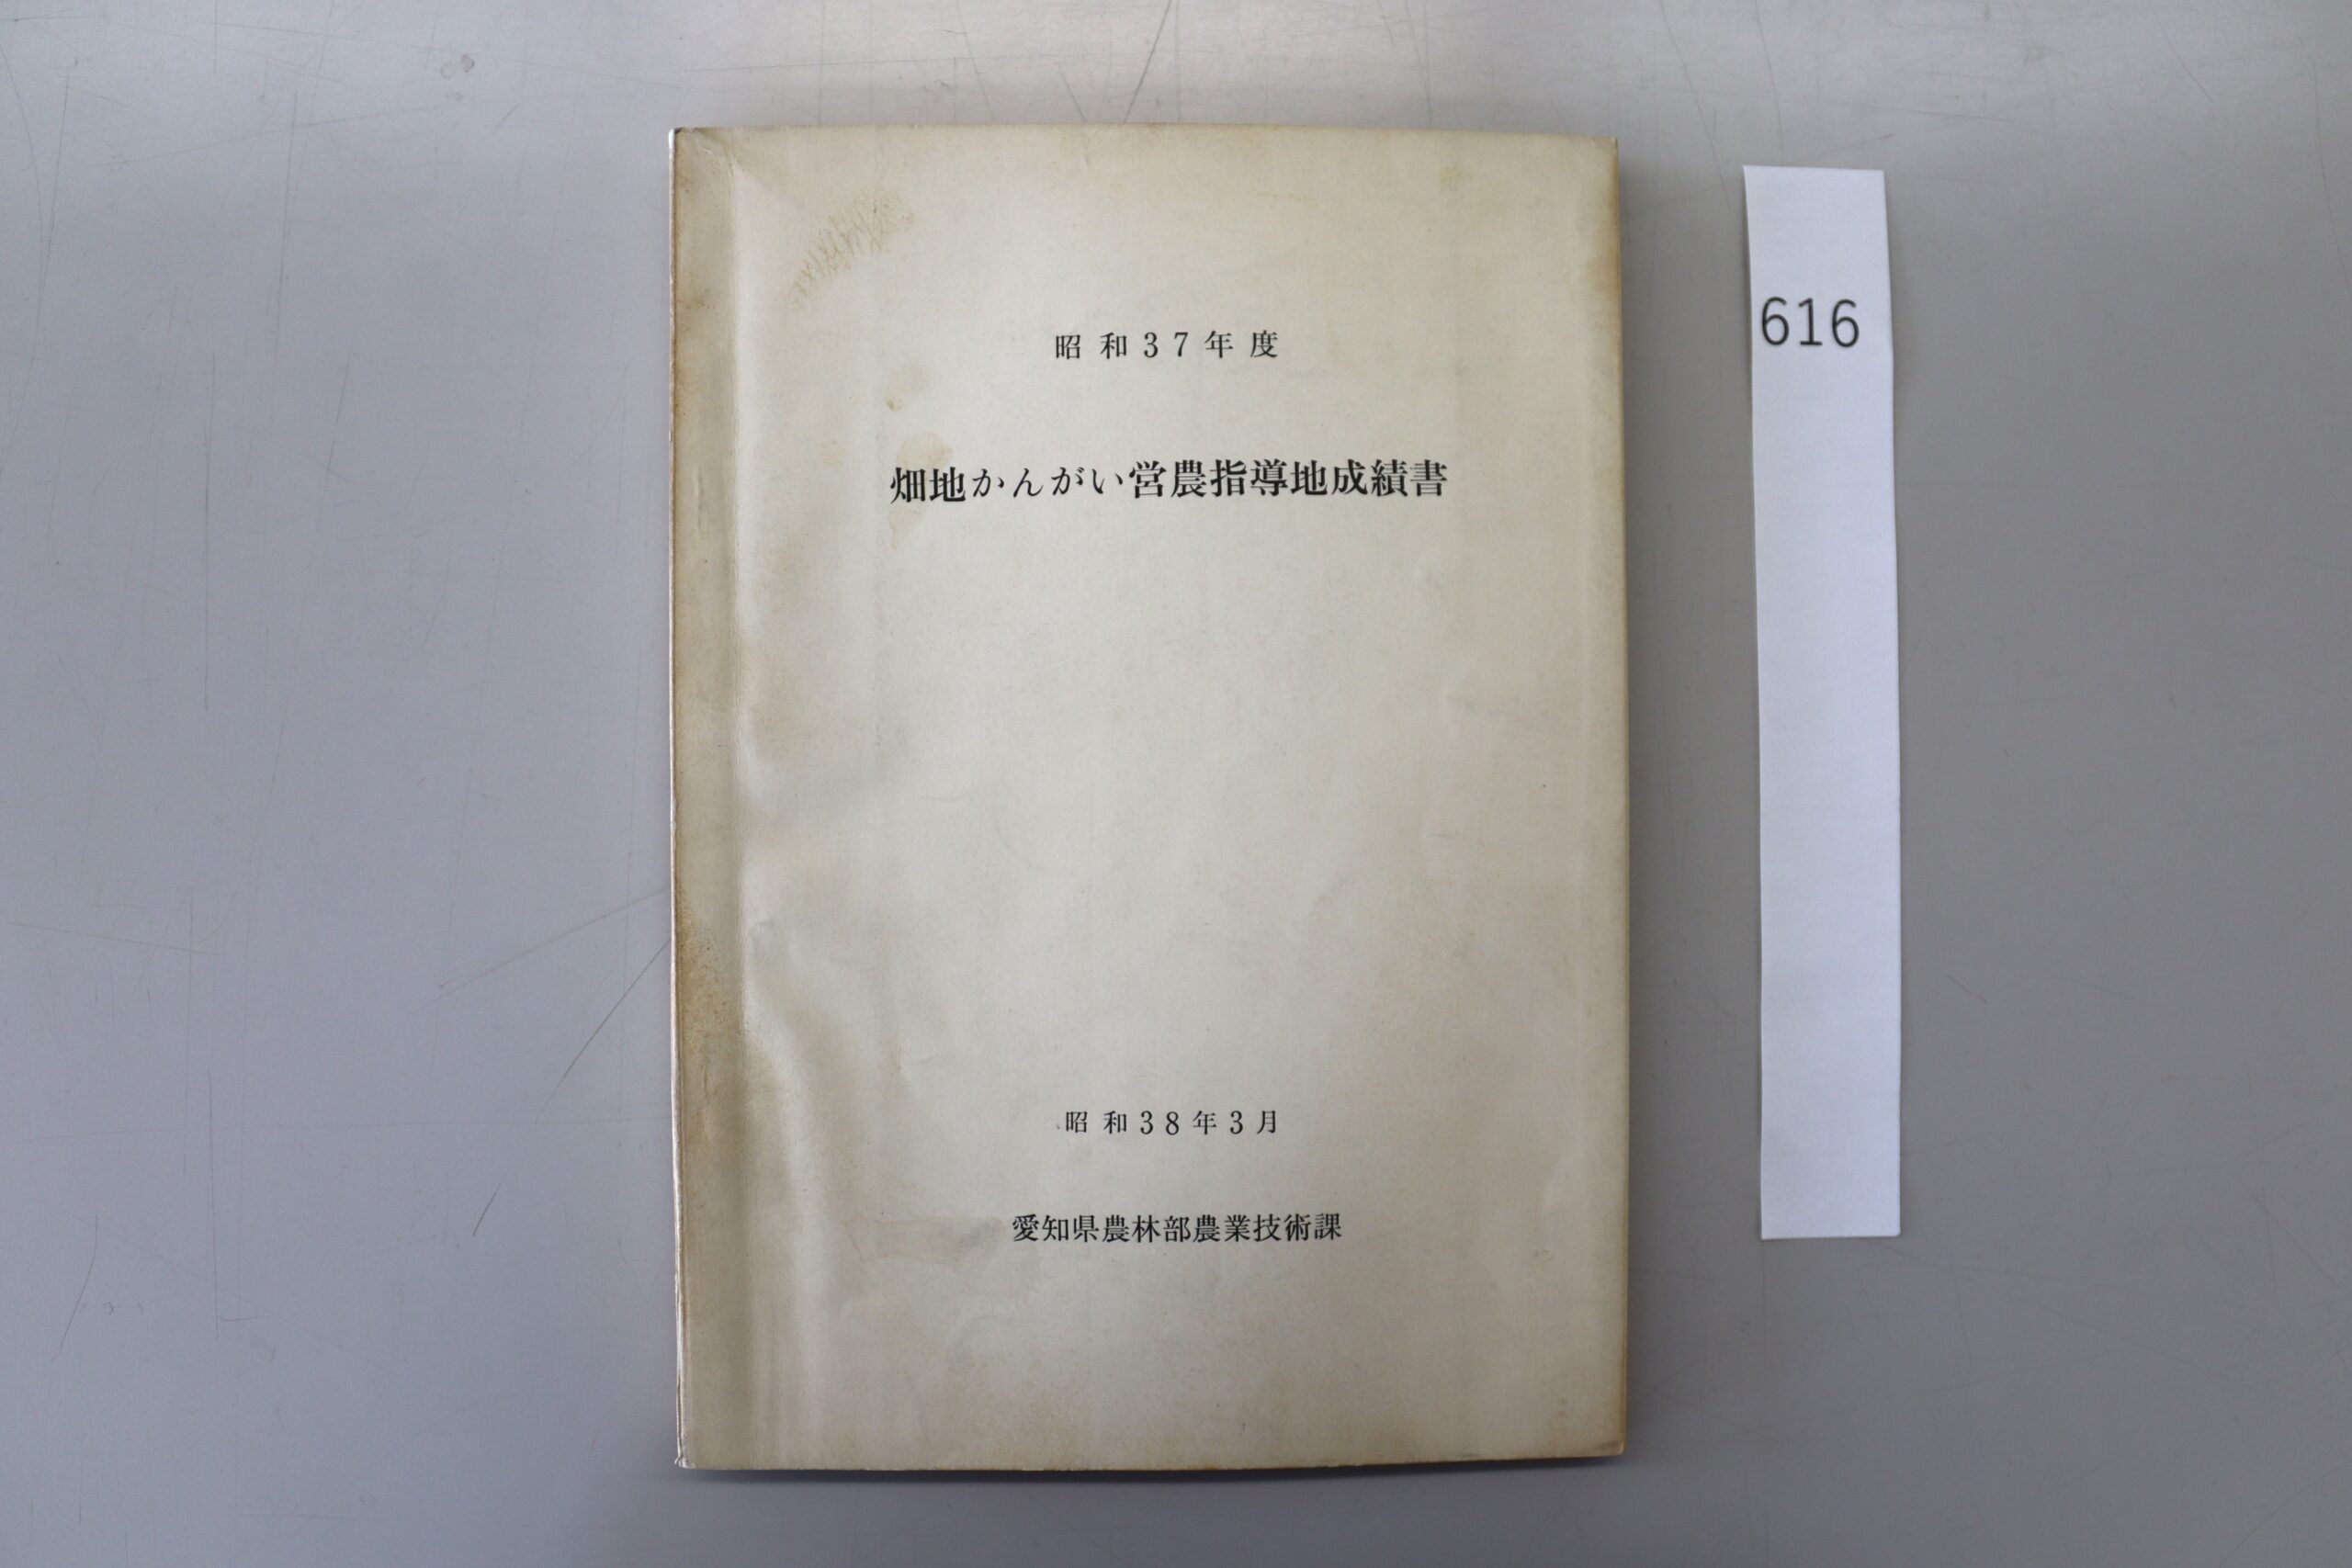 昭和37年度
畑地かんがい営農指導地成績書
昭和38年3月
愛知県農林部農業技術課
616